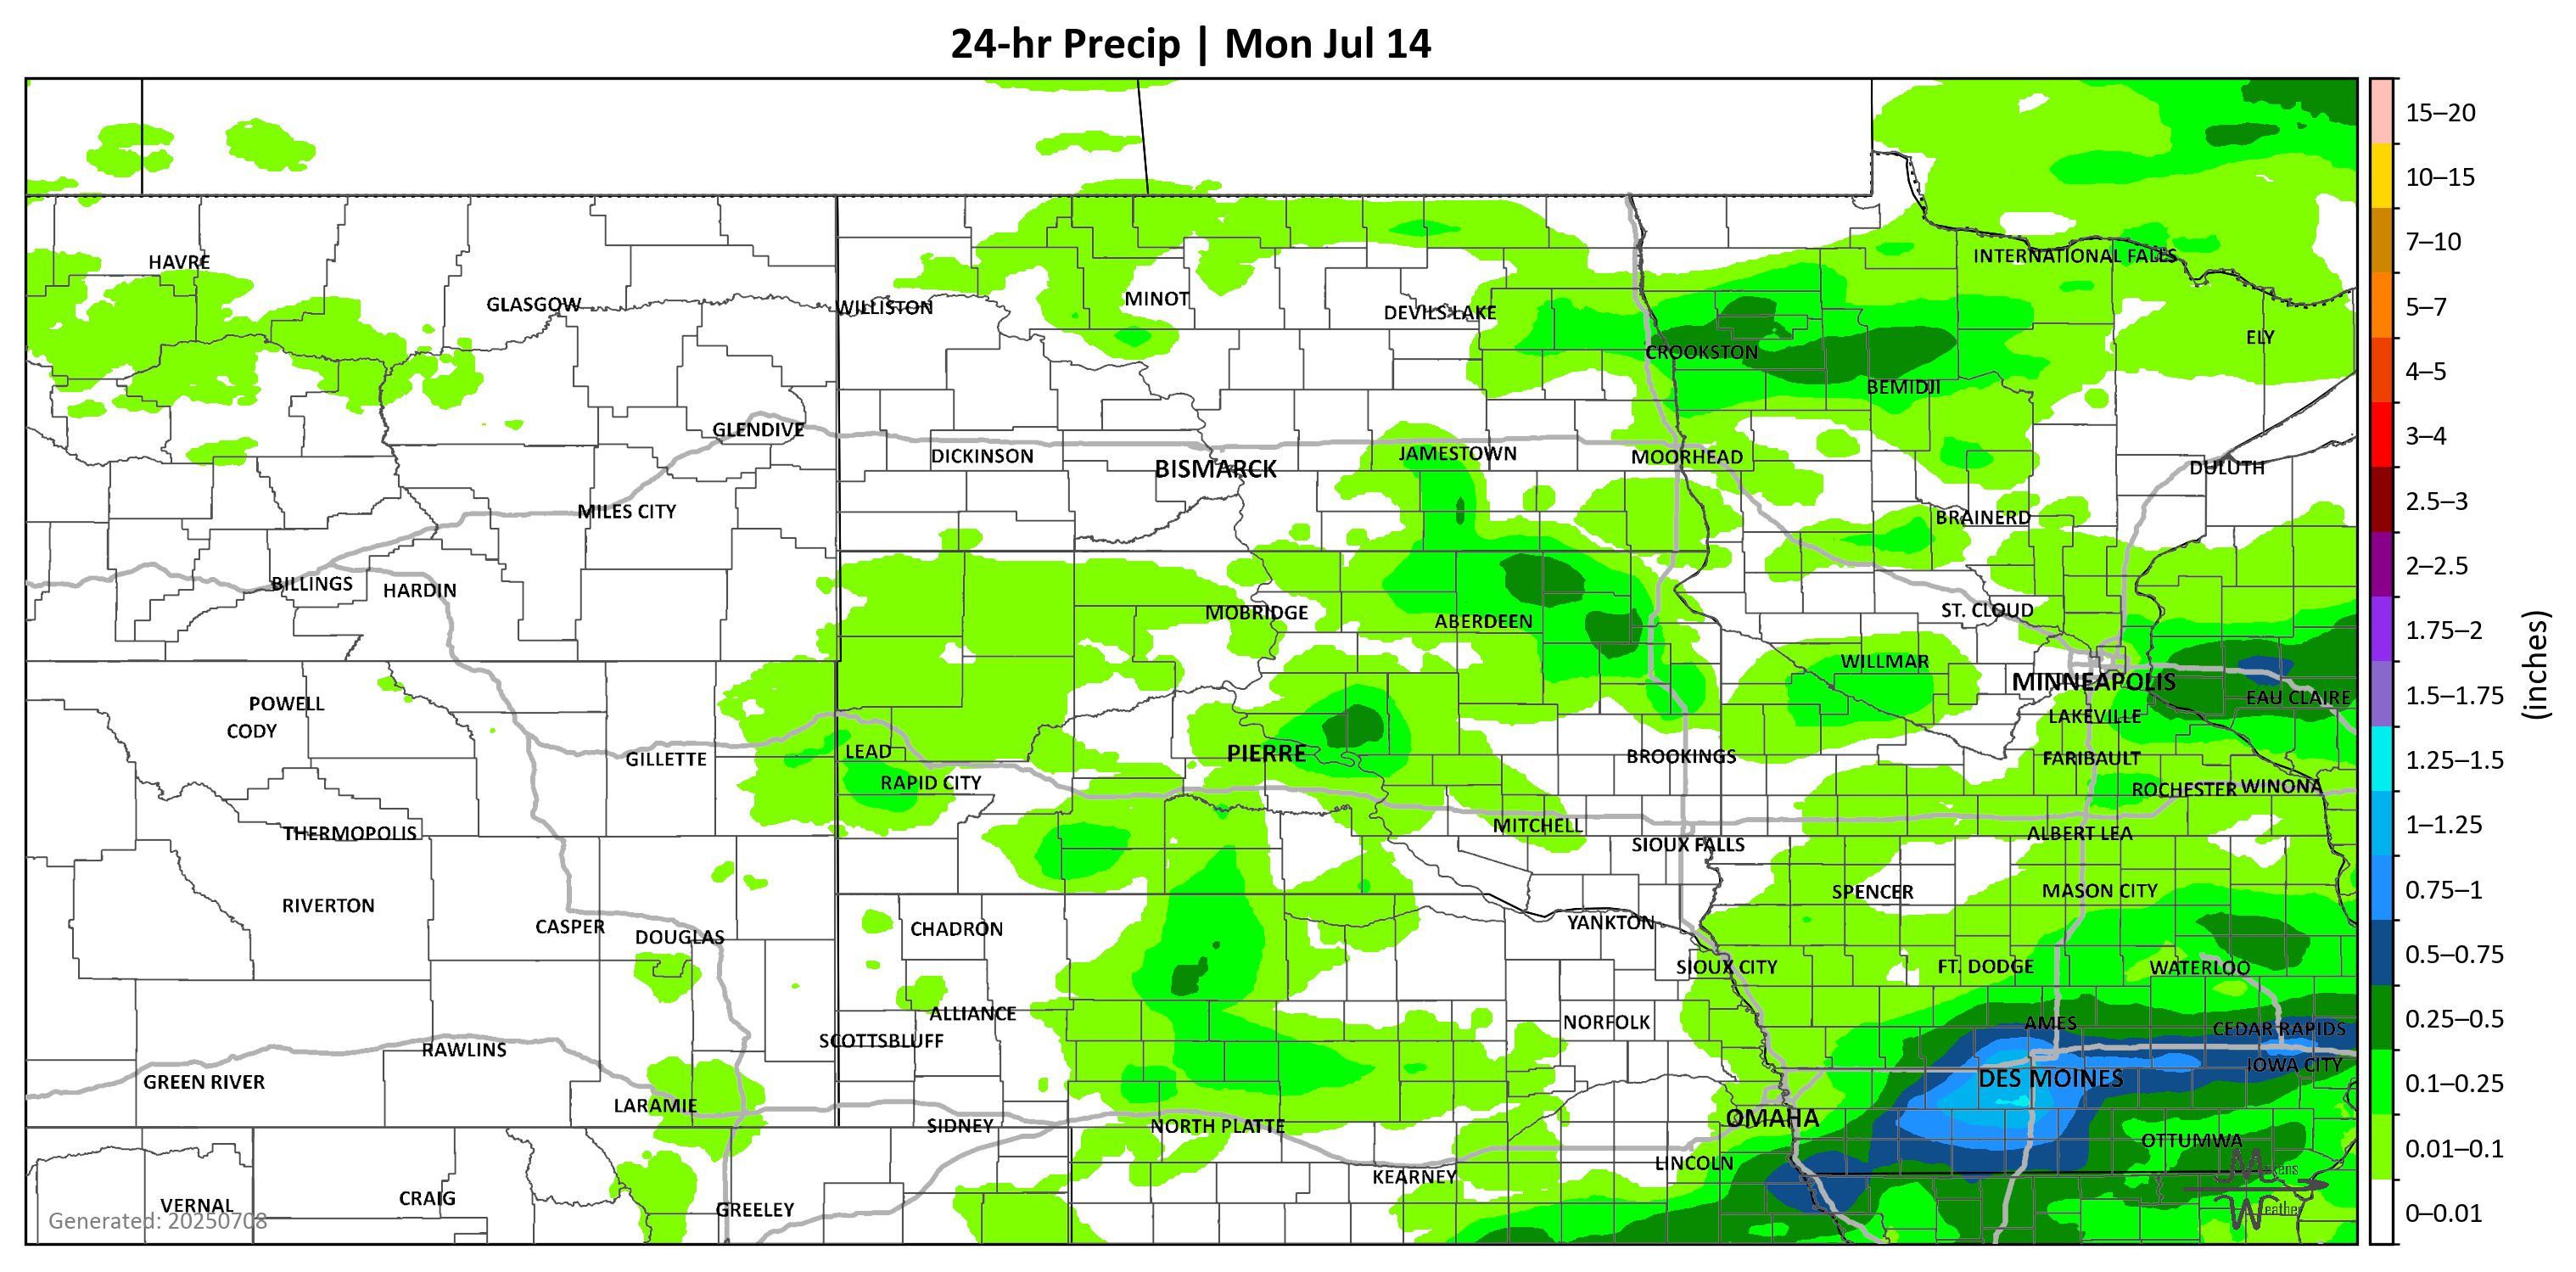 24-hr Precip | Mon Jul 14
15–20
10–15
7–10
5–7
4–5
3–4
2.5–3
2–2.5
1.75–2
1.5–1.75
1.25–1.5
1–1.25
0.75–1
0.5–0.75
0.25–0.5
0.1–0.25
0.01–0.1
0–0.01
(inches)
INTERNATIONAL FALLS
HAVRE
MINOT
GLASGOW
WILLISTON
DEVILS LAKE
ELY
CROOKSTON
BEMIDJI
GLENDIVE
JAMESTOWN
DICKINSON
MOORHEAD
BISMARCK
DULUTH
MILES CITY
BRAINERD
BILLINGS
HARDIN
MOBRIDGE
ST. CLOUD
ABERDEEN
WILLMAR
MINNEAPOLIS
EAU CLAIRE
POWELL
LAKEVILLE
CODY
LEAD
PIERRE
BROOKINGS
GILLETTE
FARIBAULT
RAPID CITY
ROCHESTER
WINONA
MITCHELL
THERMOPOLIS
ALBERT LEA
SIOUX FALLS
SPENCER
MASON CITY
RIVERTON
YANKTON
CASPER
CHADRON
DOUGLAS
SIOUX CITY
FT. DODGE
WATERLOO
ALLIANCE
NORFOLK
AMES
CEDAR RAPIDS
SCOTTSBLUFF
RAWLINS
IOWA CITY
GREEN RIVER
DES MOINES
LARAMIE
OMAHA
SIDNEY
NORTH PLATTE
OTTUMWA
LINCOLN
KEARNEY
CRAIG
VERNAL
GREELEY
Generated: 20250708
Makens
Weather